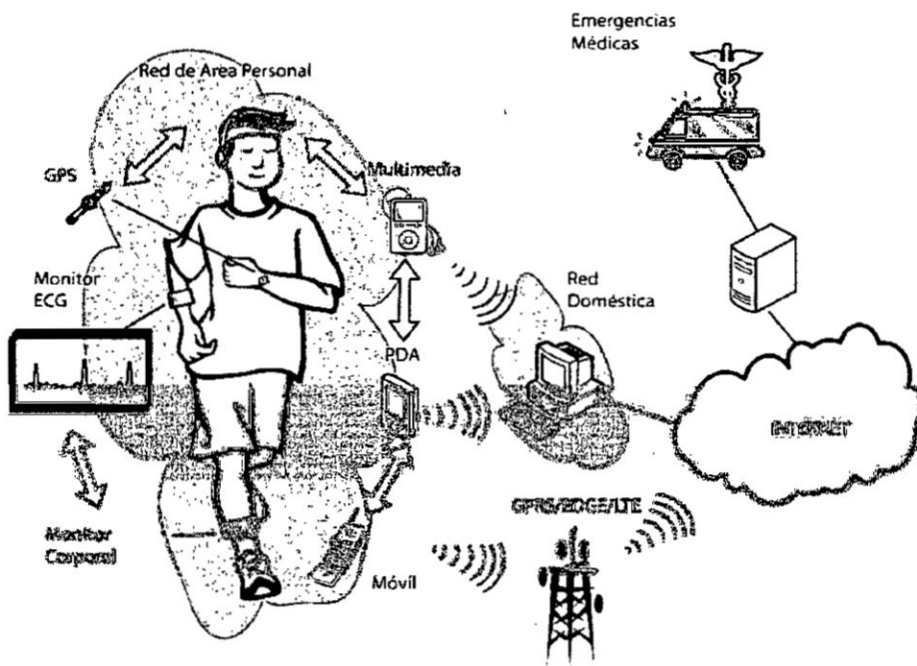 Emergencias
Médicas
Red de Area Personal
GPS
Multimedia
Monitor
ECG
Red
Doméstica
PDA
INTERNET
GPRS/EDGE/LTE
Monitor
Corporal
Móvil